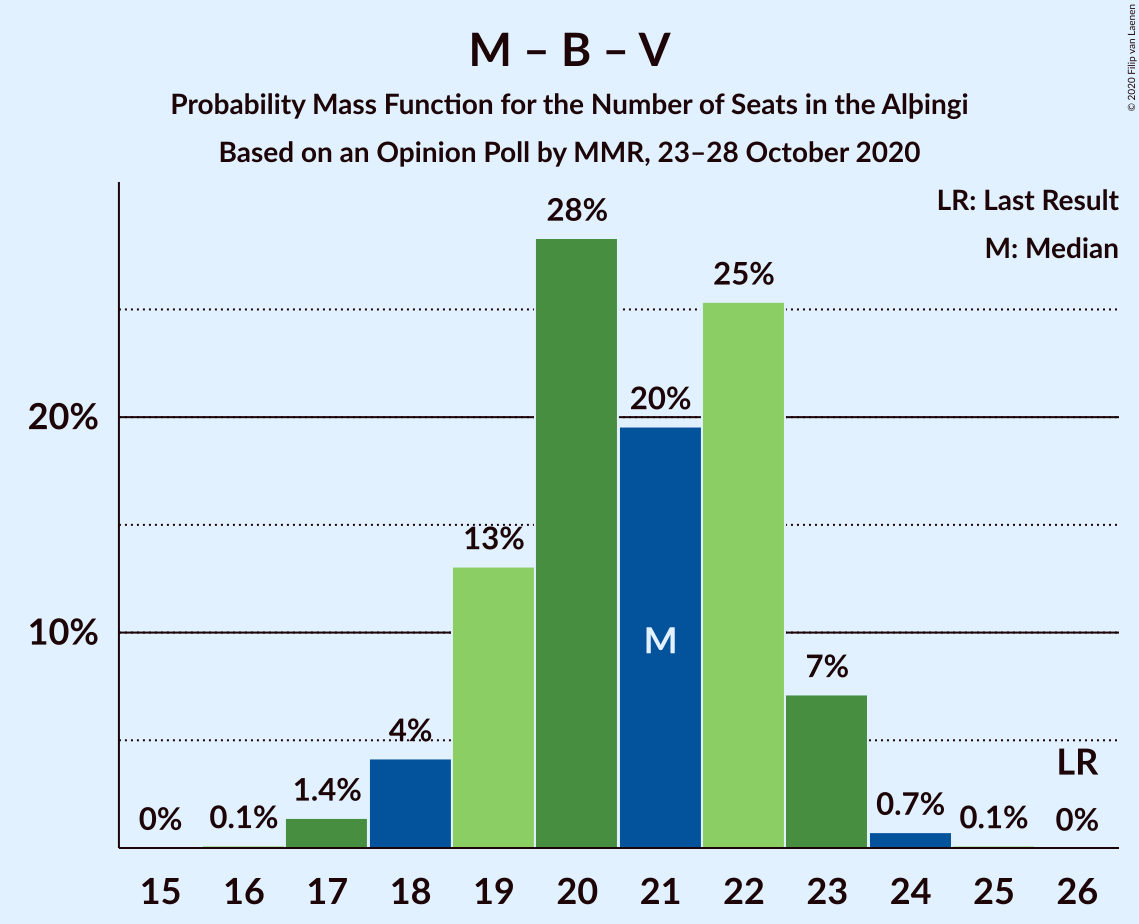 M – B – V
Probability Mass Function for the Number of Seats in the Alþingi
Based on an Opinion Poll by MMR, 23–28 October 2020
© 2020 Filip van Laenen
LR: Last Result
M: Median
28%
25%
20%
20%
13%
10%
M
7%
4%
LR
1.4%
0%
0.1%
0.7%
0.1%
0%
15 16 17 18 19 20 21 22 23 24 25 26